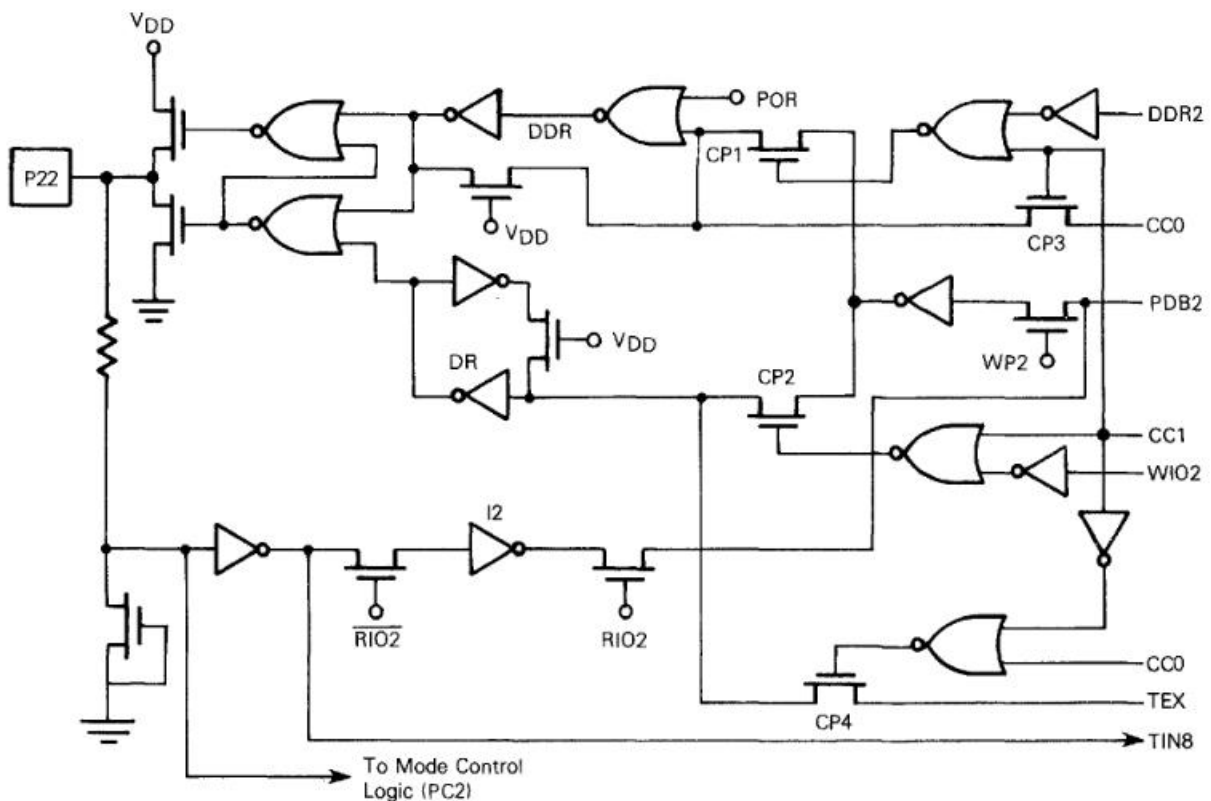 VDD
POR
DDR2
DDR
CP1
P22
VDD
CP3
CC0
PDB2
VDD
WP2
DR
CP2
CC1
WIO2
I2
RIO2
RIO2
CC0
TEX
CP4
TIN8
To Mode Control
Logic (PC2)